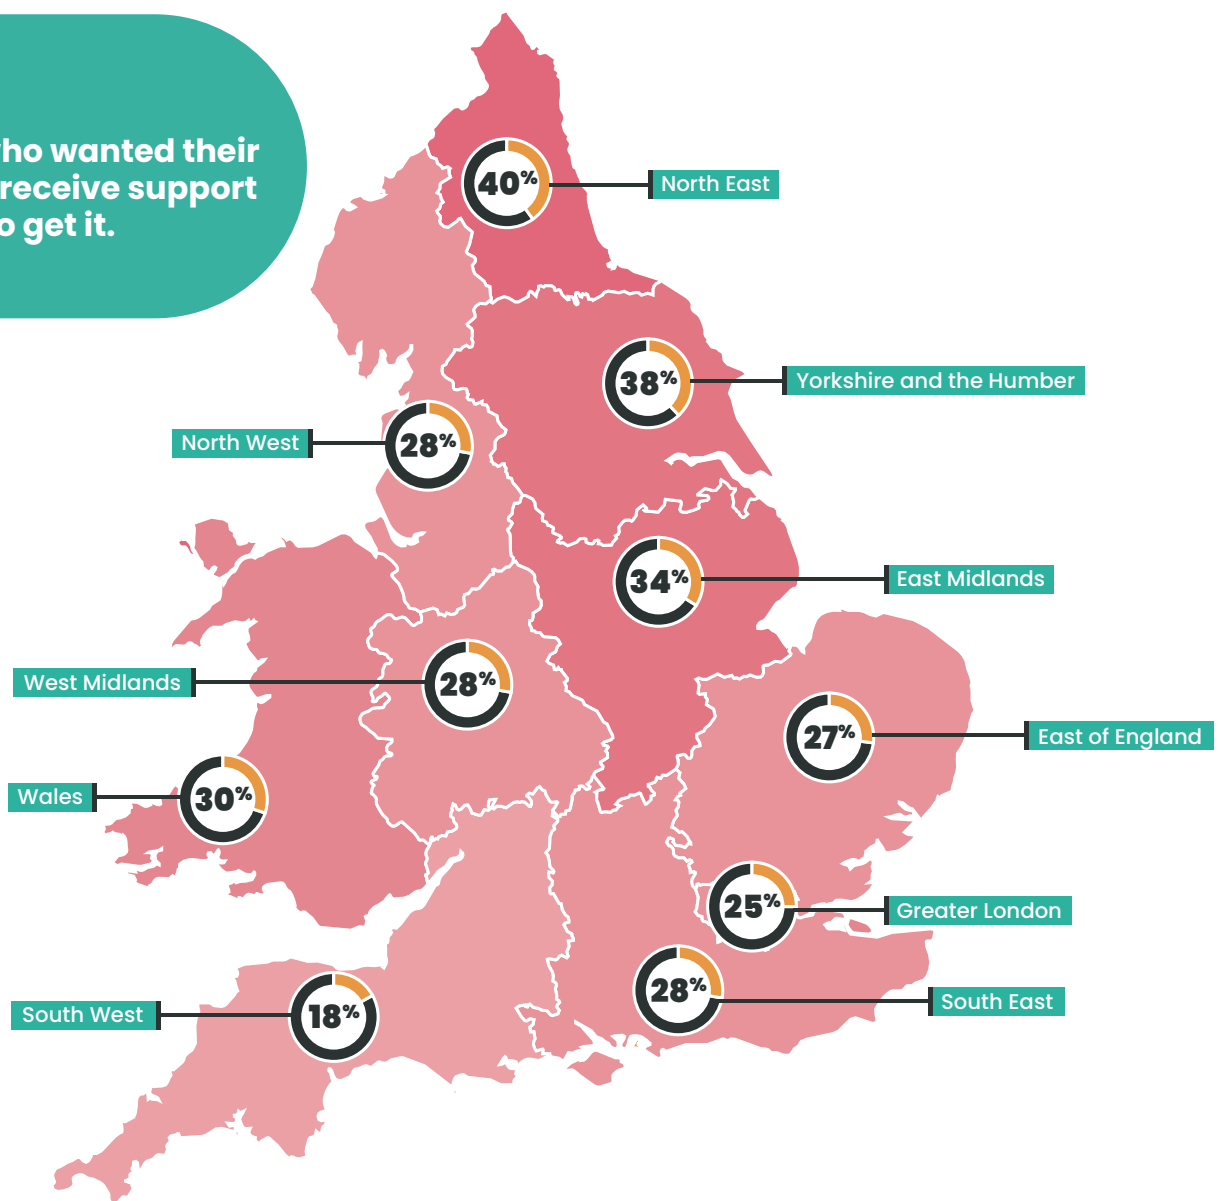 who wanted their
receive support
to get it.
40%
North East
38%
Yorkshire and the Humber
North West
28%
34%
East Midlands
West Midlands
28%
27%
East of England
Wales
30%
25%
Greater London
28%
South East
South West
18%